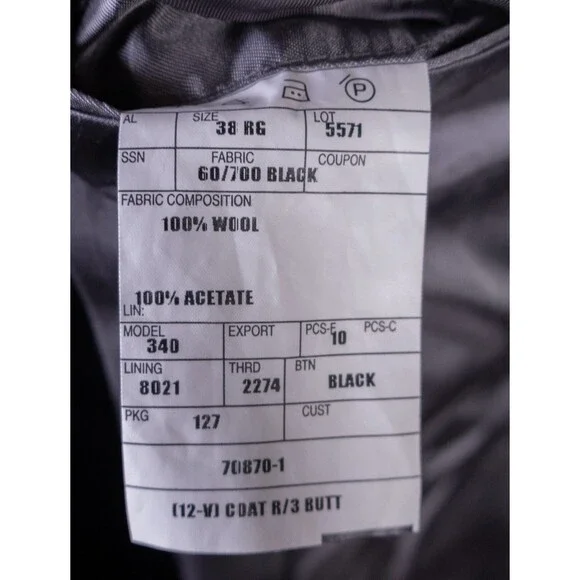 P
AL SIZE 38 RG LOT 5571
SSN FABRIC 60/700 BLACK COUPON
FABRIC COMPOSITION
100% WOOL
100% ACETATE
LIN:
MODEL 340 EXPORT PCS-F 10 PCS-C
LINING 8021 THRD 2274 BTN BLACK
PKG 127 CUST
70870-1
(12-V) COAT R/3 BUTT